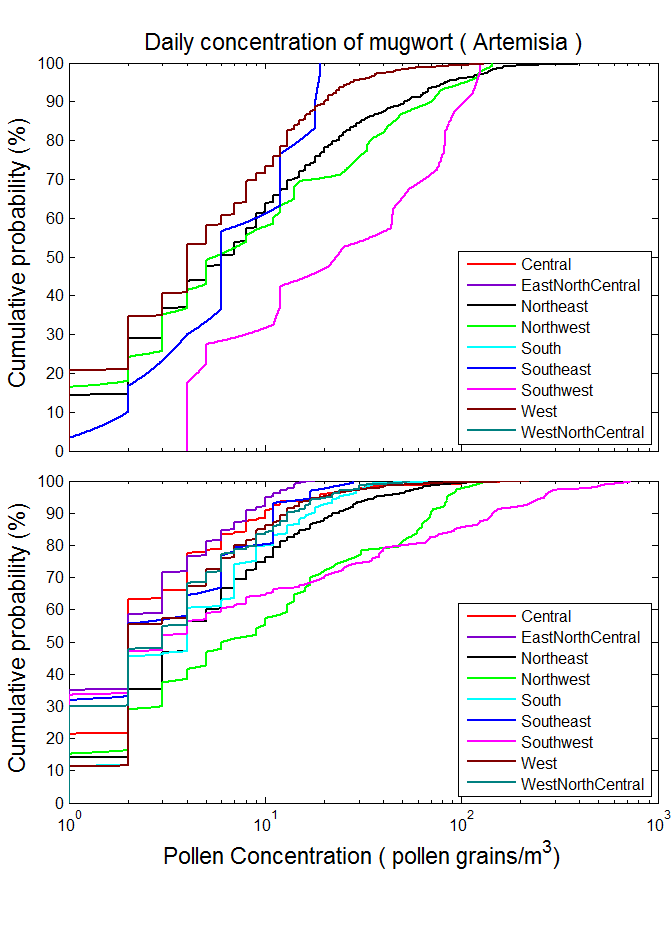 Daily concentration of mugwort ( Artemisia )
Cumulative probability (%)
100
90
80
70
60
50
40
30
20
10
0
Central
EastNorthCentral
Northeast
Northwest
South
Southeast
Southwest
West
WestNorthCentral
Cumulative probability (%)
100
90
80
70
60
50
40
30
20
10
0
Central
EastNorthCentral
Northeast
Northwest
South
Southeast
Southwest
West
WestNorthCentral
10^0 10^1 10^2 10^3
Pollen Concentration ( pollen grains/m^3)